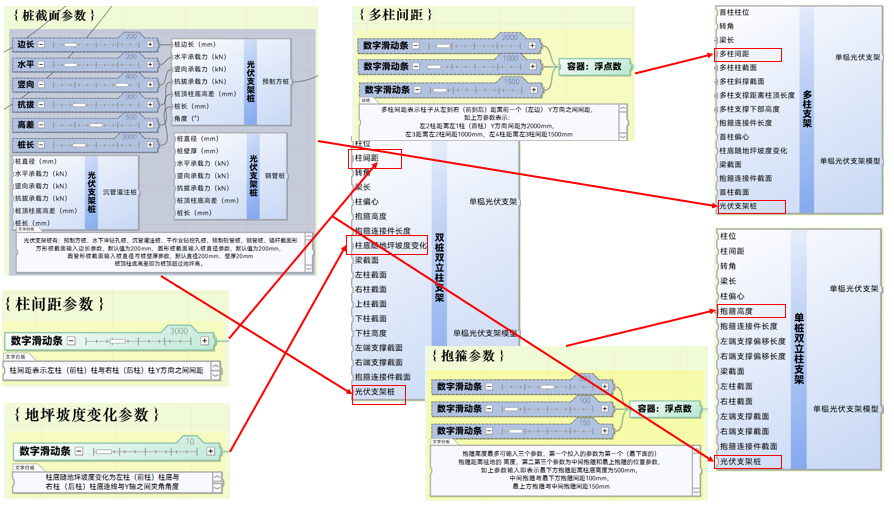 { 桩截面参数 }
边长
200
水平
200
竖向
800
抗拔
300
高差
500
桩长
3000
桩边长（mm）
水平承载力（kN）
竖向承载力（kN）
抗拔承载力（kN）
桩顶柱底高差（mm）
桩长（mm）
角度（°）
光伏支架桩
预制方桩
桩直径（mm）
桩壁厚（mm）
水平承载力（kN）
竖向承载力（kN）
抗拔承载力（kN）
桩顶柱底高差（mm）
桩长（mm）
光伏支架桩
钢管桩
桩直径（mm）
水平承载力（kN）
竖向承载力（kN）
抗拔承载力（kN）
桩顶柱底高差（mm）
桩长（mm）
光伏支架桩
沉管灌注桩
文字白板
光伏支架桩有：预制方桩、水下冲钻孔桩、沉管灌注桩、干作业钻挖孔桩、预制砼管桩、钢管桩、锚杆截面形
方形桩截面输入边长参数，默认值为200mm，圆形桩截面输入桩直径参数，默认值为200mm，
圆管形桩截面输入桩直径与桩壁厚参数，默认直径200mm，壁厚20mm
桩顶柱底高差即为桩顶超过地坪高。
{ 柱间距参数 }
数字滑动条
3000
文字白板
柱间距表示左柱（前柱）柱与右柱（后柱）柱Y方向之间间距
{ 地坪坡度变化参数 }
数字滑动条
10
文字白板
柱底随地坪坡度变化为左柱（前柱）柱底与
右柱（后柱）柱底连线与Y轴之间夹角角度
{ 多柱间距 }
数字滑动条
2000
数字滑动条
1000
数字滑动条
1500
容器：浮点数
多柱间距表示柱子从左到右（前到后）距离前一个（左边）Y方向之间间距，
如上方参数表示：
左2柱距离左1柱（首柱）Y方向间距为2000mm，
左3距离左2柱间距1000mm，左4柱距离左3柱间距1500mm
柱位
柱间距
转角
梁长
柱偏心
抱箍高度
抱箍连接件长度
柱底随地坪坡度变化
梁截面
左柱截面
右柱截面
上柱截面
下柱截面
下柱高度
左端支撑截面
右端支撑截面
抱箍连接件截面
光伏支架桩
双桩双立柱支架
单榀光伏支架
单榀光伏支架模型
{ 抱箍参数 }
数字滑动条
数字滑动条
100
数字滑动条
150
容器：浮点数
文字白板
抱箍高度最多可输入三个参数，第一个拉入的参数为第一个（最下面的）
抱箍距离驻地的 高度，第二第三个参数为中间抱箍和最上抱箍的位置参数，
如上参数输入即表示最下方抱箍距离柱底高度为500mm，
中间抱箍与最下方抱箍间距100mm，
最上方抱箍与中间抱箍间距150mm
首柱柱位
转角
梁长
多柱间距
多柱柱截面
多柱斜撑截面
多柱支撑距离柱顶长度
多柱支撑下部高度
抱箍连接件长度
首柱偏心
柱底随地坪坡度变化
梁截面
抱箍连接件截面
首柱截面
光伏支架桩
多柱支架
单榀光伏支架
单榀光伏支架模型
柱位
柱间距
转角
梁长
柱偏心
抱箍高度
抱箍连接件长度
左端支撑偏移长度
右端支撑偏移长度
梁截面
左柱截面
右柱截面
左端支撑截面
右端支撑截面
抱箍连接件截面
光伏支架桩
单桩双立柱支架
单榀光伏支架
单榀光伏支架模型